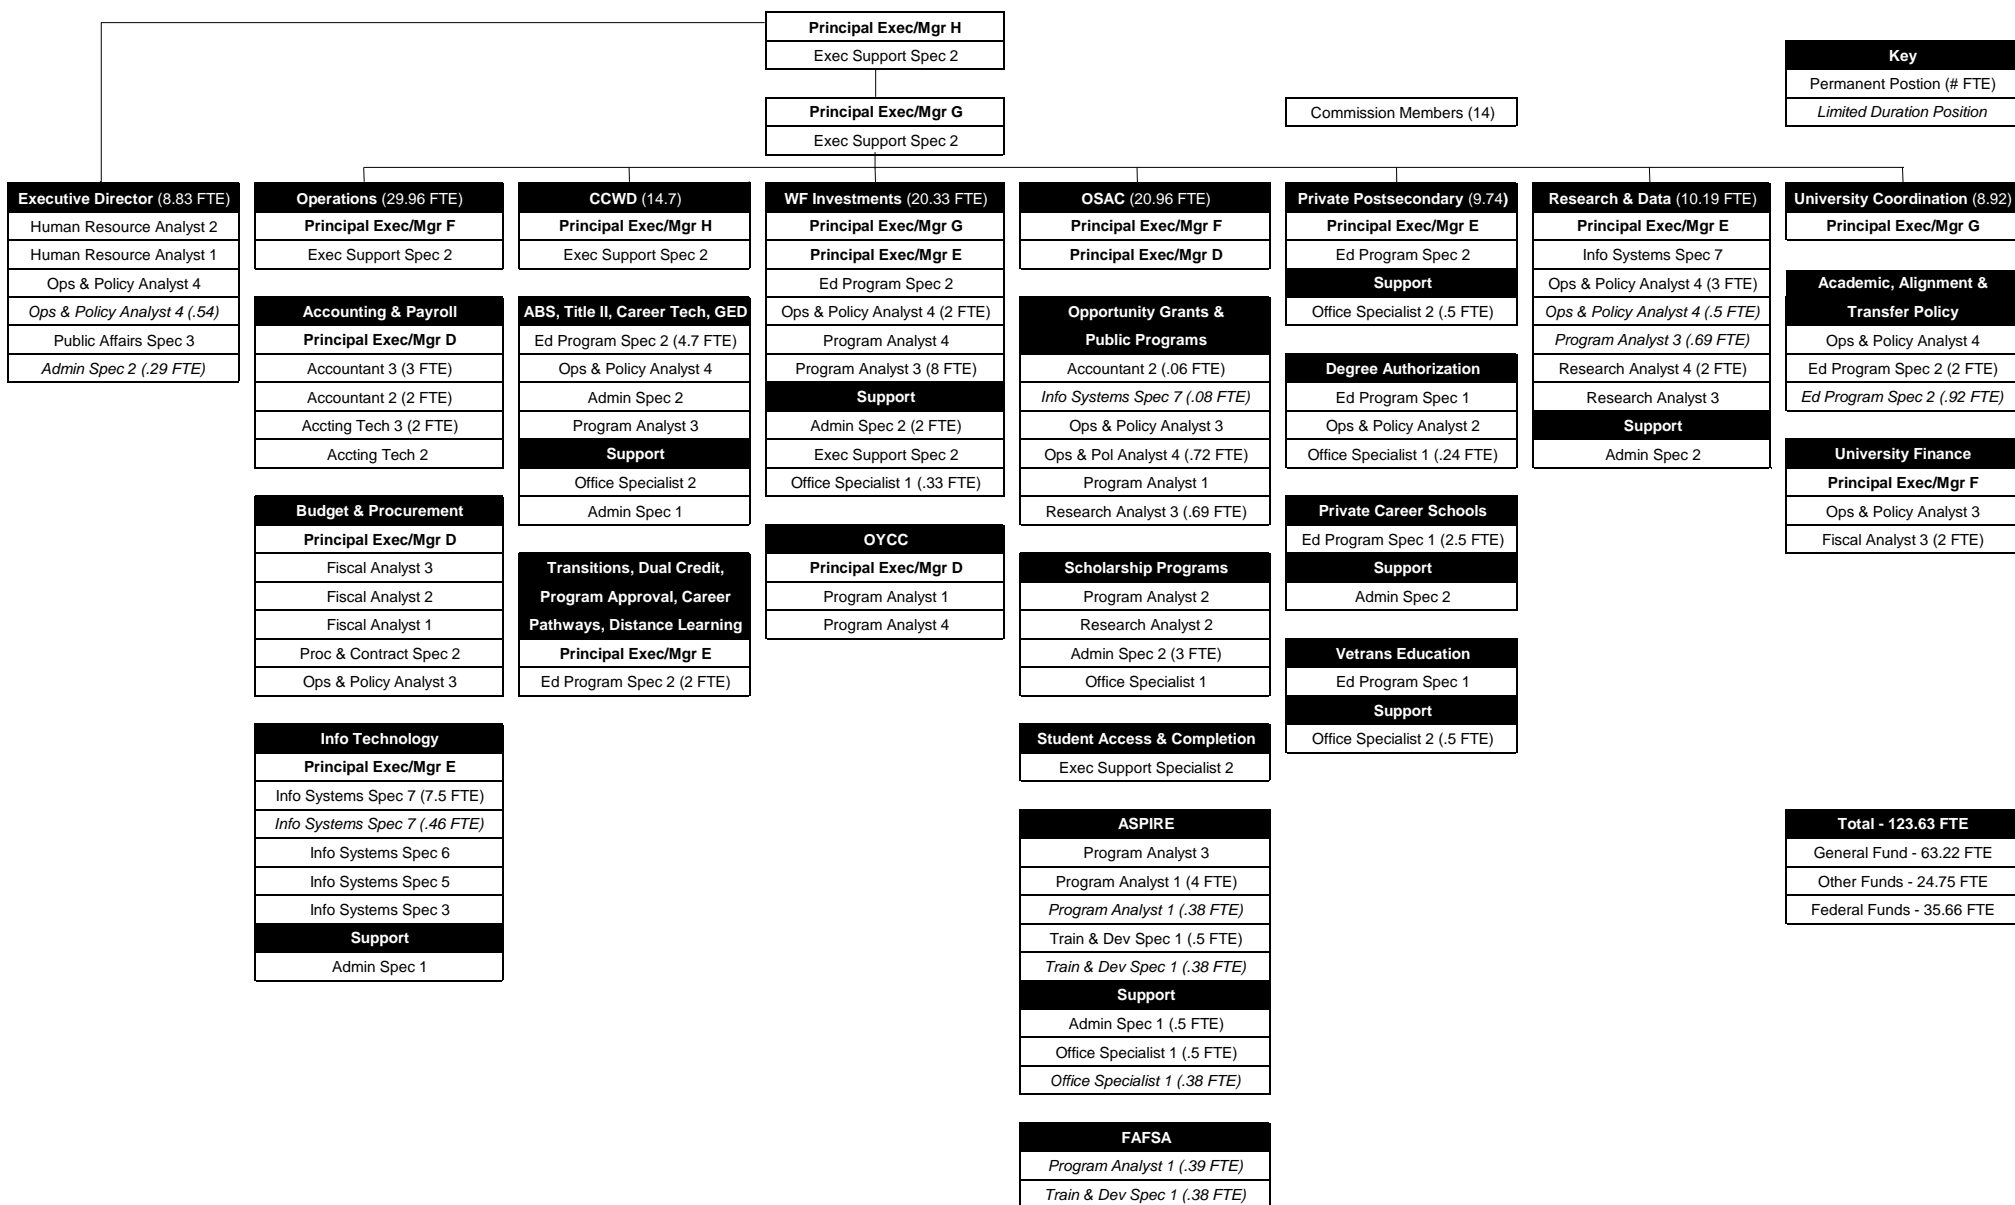 Principal Exec/Mgr H
Exec Support Spec 2
Principal Exec/Mgr G
Exec Support Spec 2
Commission Members (14)
Key
Permanent Postion (# FTE)
Limited Duration Position
Executive Director (8.83 FTE)
Human Resource Analyst 2
Human Resource Analyst 1
Ops & Policy Analyst 4
Ops & Policy Analyst 4 (.54)
Public Affairs Spec 3
Admin Spec 2 (.29 FTE)
Operations (29.96 FTE)
Principal Exec/Mgr F
Exec Support Spec 2
Accounting & Payroll
Principal Exec/Mgr D
Accountant 3 (3 FTE)
Accountant 2 (2 FTE)
Accting Tech 3 (2 FTE)
Accting Tech 2
Budget & Procurement
Principal Exec/Mgr D
Fiscal Analyst 3
Fiscal Analyst 2
Fiscal Analyst 1
Proc & Contract Spec 2
Ops & Policy Analyst 3
Info Technology
Principal Exec/Mgr E
Info Systems Spec 7 (7.5 FTE)
Info Systems Spec 7 (.46 FTE)
Info Systems Spec 6
Info Systems Spec 5
Info Systems Spec 3
Support
Admin Spec 1
CCWD (14.7)
Principal Exec/Mgr H
Exec Support Spec 2
ABS, Title II, Career Tech, GED
Ed Program Spec 2 (4.7 FTE)
Ops & Policy Analyst 4
Admin Spec 2
Program Analyst 3
Support
Office Specialist 2
Admin Spec 1
Transitions, Dual Credit,
Program Approval, Career
Pathways, Distance Learning
Principal Exec/Mgr E
Ed Program Spec 2 (2 FTE)
WF Investments (20.33 FTE)
Principal Exec/Mgr G
Principal Exec/Mgr E
Ed Program Spec 2
Ops & Policy Analyst 4 (2 FTE)
Program Analyst 4
Program Analyst 3 (8 FTE)
Support
Admin Spec 2 (2 FTE)
Exec Support Spec 2
Office Specialist 1 (.33 FTE)
OYCC
Principal Exec/Mgr D
Program Analyst 1
Program Analyst 4
OSAC (20.96 FTE)
Principal Exec/Mgr F
Principal Exec/Mgr D
Opportunity Grants &
Public Programs
Accountant 2 (.06 FTE)
Info Systems Spec 7 (.08 FTE)
Ops & Policy Analyst 3
Ops & Pol Analyst 4 (.72 FTE)
Program Analyst 1
Research Analyst 3 (.69 FTE)
Scholarship Programs
Program Analyst 2
Research Analyst 2
Admin Spec 2 (3 FTE)
Office Specialist 1
Student Access & Completion
Exec Support Specialist 2
ASPIRE
Program Analyst 3
Program Analyst 1 (4 FTE)
Program Analyst 1 (.38 FTE)
Train & Dev Spec 1 (.5 FTE)
Train & Dev Spec 1 (.38 FTE)
Support
Admin Spec 1 (.5 FTE)
Office Specialist 1 (.5 FTE)
Office Specialist 1 (.38 FTE)
FAFSA
Program Analyst 1 (.39 FTE)
Train & Dev Spec 1 (.38 FTE)
Private Postsecondary (9.74)
Principal Exec/Mgr E
Ed Program Spec 2
Support
Office Specialist 2 (.5 FTE)
Degree Authorization
Ed Program Spec 1
Ops & Policy Analyst 2
Office Specialist 1 (.24 FTE)
Private Career Schools
Ed Program Spec 1 (2.5 FTE)
Support
Admin Spec 2
Vetrans Education
Ed Program Spec 1
Support
Office Specialist 2 (.5 FTE)
Research & Data (10.19 FTE)
Principal Exec/Mgr E
Info Systems Spec 7
Ops & Policy Analyst 4 (3 FTE)
Ops & Policy Analyst 4 (.5 FTE)
Program Analyst 3 (.69 FTE)
Research Analyst 4 (2 FTE)
Research Analyst 3
Support
Admin Spec 2
University Coordination (8.92)
Principal Exec/Mgr G
Academic, Alignment &
Transfer Policy
Ops & Policy Analyst 4
Ed Program Spec 2 (2 FTE)
Ed Program Spec 2 (.92 FTE)
University Finance
Principal Exec/Mgr F
Ops & Policy Analyst 3
Fiscal Analyst 3 (2 FTE)
Total - 123.63 FTE
General Fund - 63.22 FTE
Other Funds - 24.75 FTE
Federal Funds - 35.66 FTE